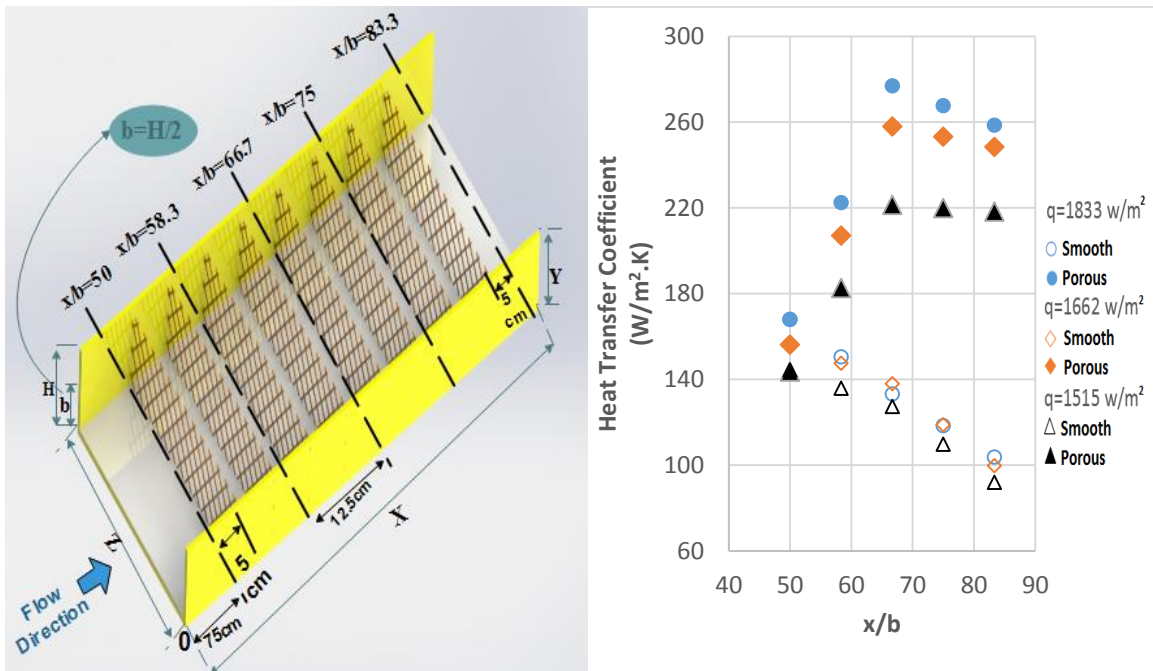 x/b=83.3
x/b=75
x/b=66.7
x/b=58.3
x/b=50
b=H/2
H
b
Y
5
cm
X
12.5cm
Z
5
cm
75cm
0
Flow
Direction
Heat Transfer Coefficient
(W/m².K)
300
260
220
180
140
100
60
40 50 60 70 80 90
x/b
q=1833 w/m²
Smooth
Porous
q=1662 w/m²
Smooth
Porous
q=1515 w/m²
Smooth
Porous